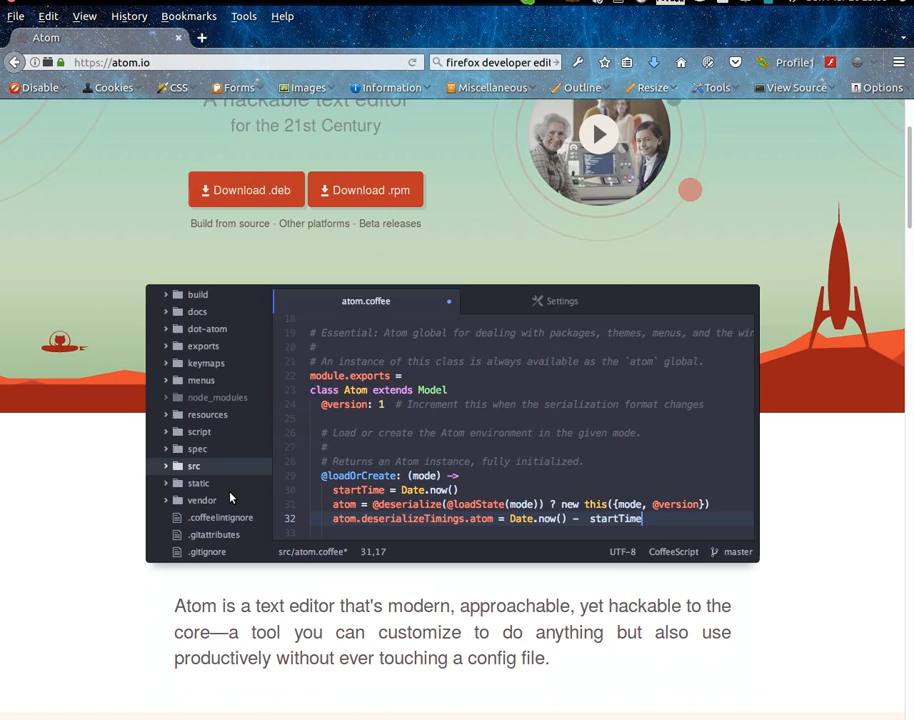 File Edit View History Bookmarks Tools Help
Atom × +
https://atom.io firefox developer edi Profile1
Disable Cookies CSS Forms Images Information Miscellaneous Outline Resize Tools View Source Options
A hackable text editor
for the 21st Century
Download .deb Download .rpm
Build from source · Other platforms · Beta releases
build
docs
dot-atom
exports
keymaps
menus
node_modules
resources
script
spec
src
static
vendor
.coffeelintignore
.gitattributes
.gitignore
atom.coffee Settings
18
19 # Essential: Atom global for dealing with packages, themes, menus, and the win
20 #
21 # An instance of this class is always available as the `atom` global.
22 module.exports =
23 class Atom extends Model
24 @version: 1 # Increment this when the serialization format changes
25
26 # Load or create the Atom environment in the given mode.
27 #
28 # Returns an Atom instance, fully initialized.
29 @loadOrCreate: (mode) ->
30 startTime = Date.now()
31 atom = @deserialize(@loadState(mode)) ? new this({mode, @version})
32 atom.deserializeTimings.atom = Date.now() - startTime
33
src/atom.coffee* 31,17 UTF-8 CoffeeScript master
Atom is a text editor that's modern, approachable, yet hackable to the
core—a tool you can customize to do anything but also use
productively without ever touching a config file.